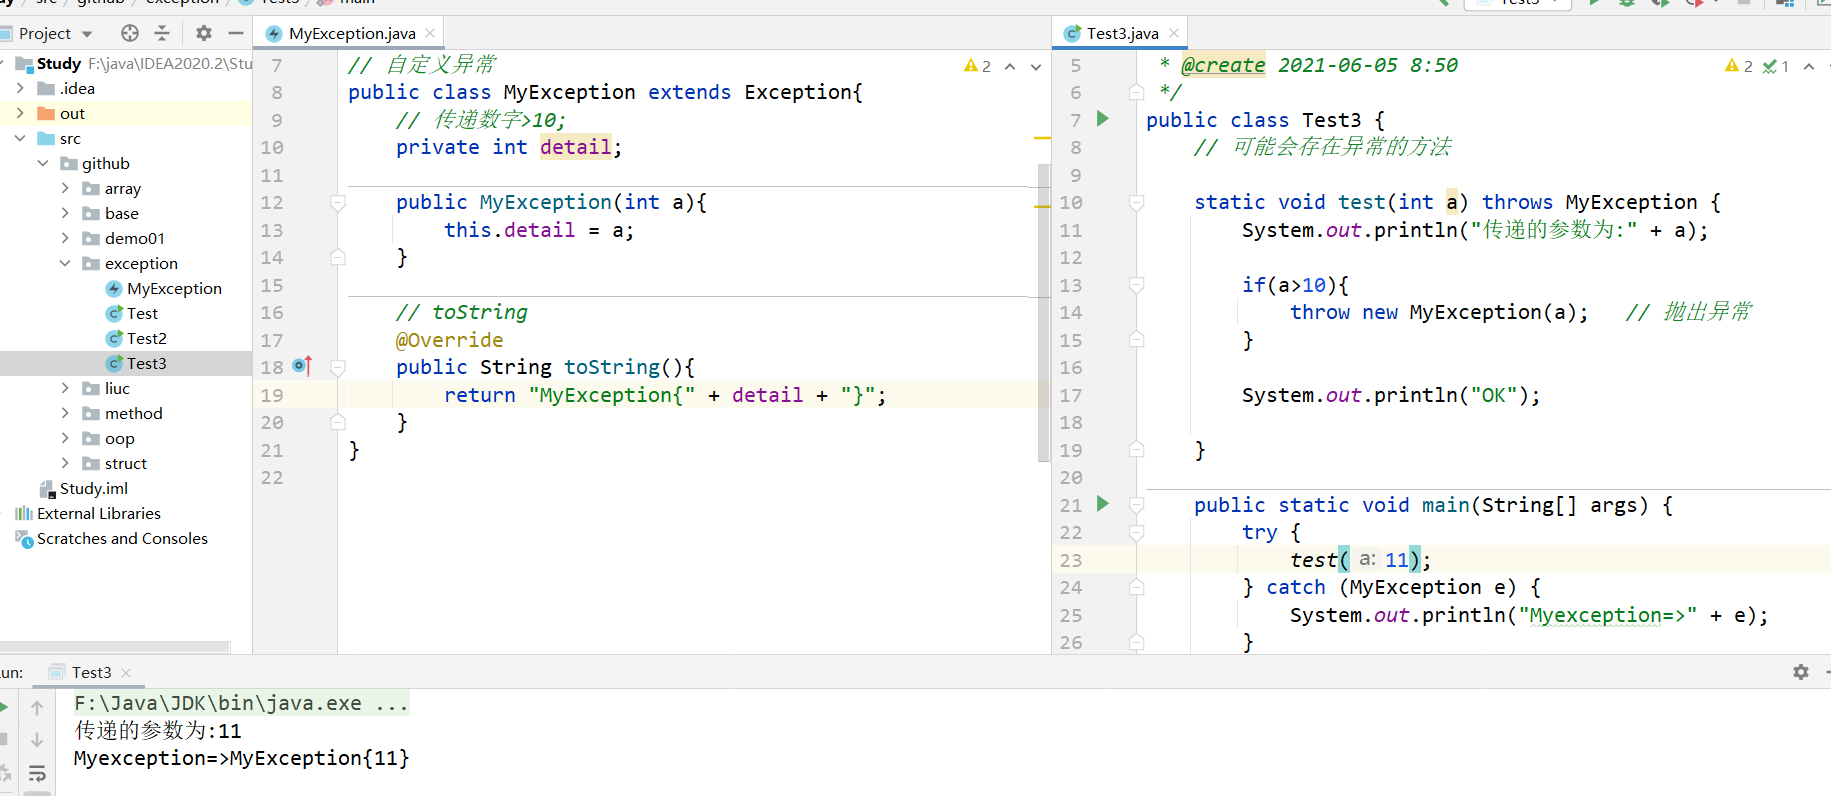 src
github
exception
Test3
main
Test3
Project
MyException.java
Test3.java
Study F:\java\IDEA2020.2\Stu
.idea
out
src
github
array
base
demo01
exception
MyException
Test
Test2
Test3
liuc
method
oop
struct
Study.iml
External Libraries
Scratches and Consoles
2
7 // 自定义异常
8 public class MyException extends Exception{
9 // 传递数字>10;
10 private int detail;
11
12 public MyException(int a){
13 this.detail = a;
14 }
15
16 // toString
17 @Override
18 public String toString(){
19 return "MyException{" + detail + "}";
20 }
21 }
22
2 1
5 * @create 2021-06-05 8:50
6 */
7 public class Test3 {
8 // 可能会存在异常的方法
9
10 static void test(int a) throws MyException {
11 System.out.println("传递的参数为:" + a);
12
13 if(a>10){
14 throw new MyException(a); // 抛出异常
15 }
16
17 System.out.println("OK");
18
19 }
20
21 public static void main(String[] args) {
22 try {
23 test( a: 11);
24 } catch (MyException e) {
25 System.out.println("Myexception=>" + e);
26 }
un: Test3
F:\Java\JDK\bin\java.exe ...
传递的参数为:11
Myexception=>MyException{11}